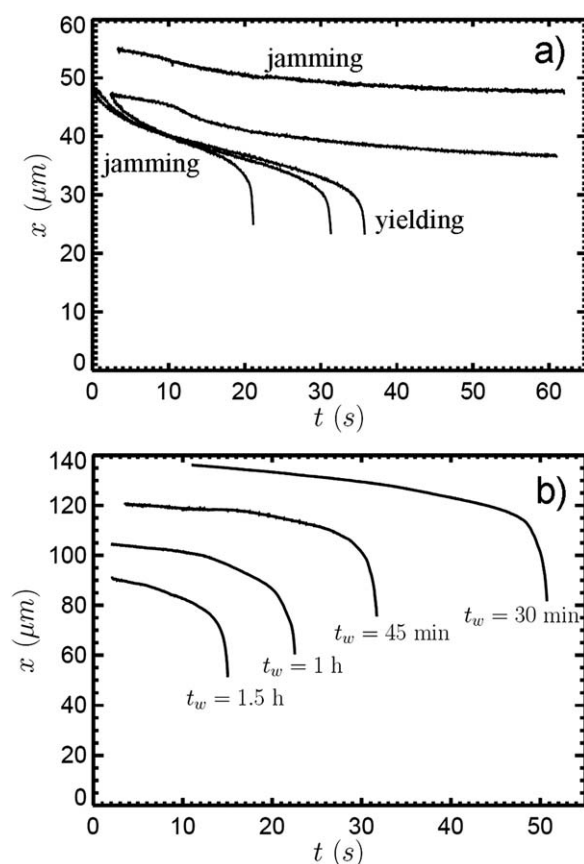 a)
60
50
40
30
20
10
0
x (μm)
jamming
jamming
yielding
0 10 20 30 40 50 60
t (s)
b)
140
120
100
80
60
40
20
0
x (μm)
t_w = 30 min
t_w = 45 min
t_w = 1 h
t_w = 1.5 h
0 10 20 30 40 50
t (s)